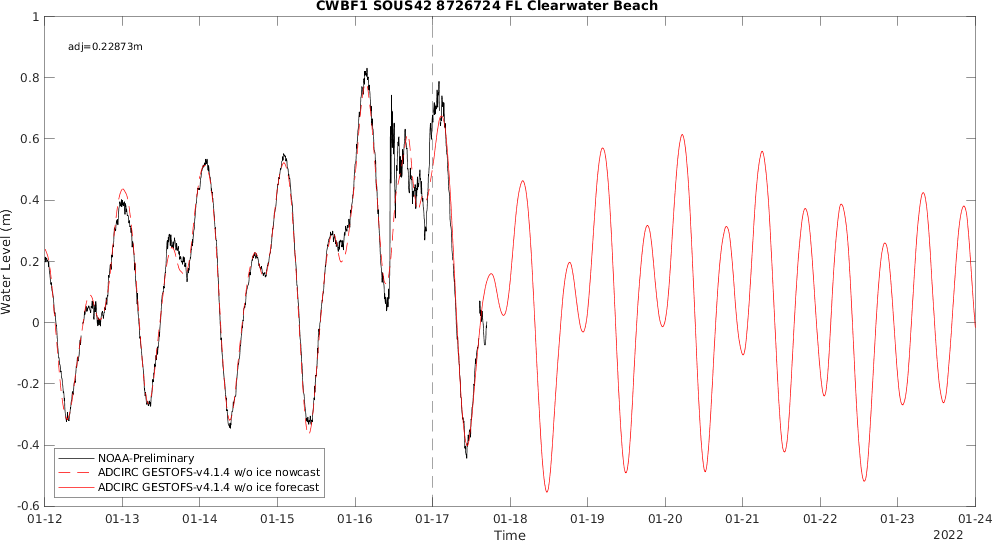 CWBF1 SOUS42 8726724 FL Clearwater Beach
adj=0.22873m
Water Level (m)
1
0.8
0.6
0.4
0.2
0
-0.2
-0.4
-0.6
NOAA-Preliminary
ADCIRC GESTOFS-v4.1.4 w/o ice nowcast
ADCIRC GESTOFS-v4.1.4 w/o ice forecast
01-12 01-13 01-14 01-15 01-16 01-17 01-18 01-19 01-20 01-21 01-22 01-23 01-24
Time
2022